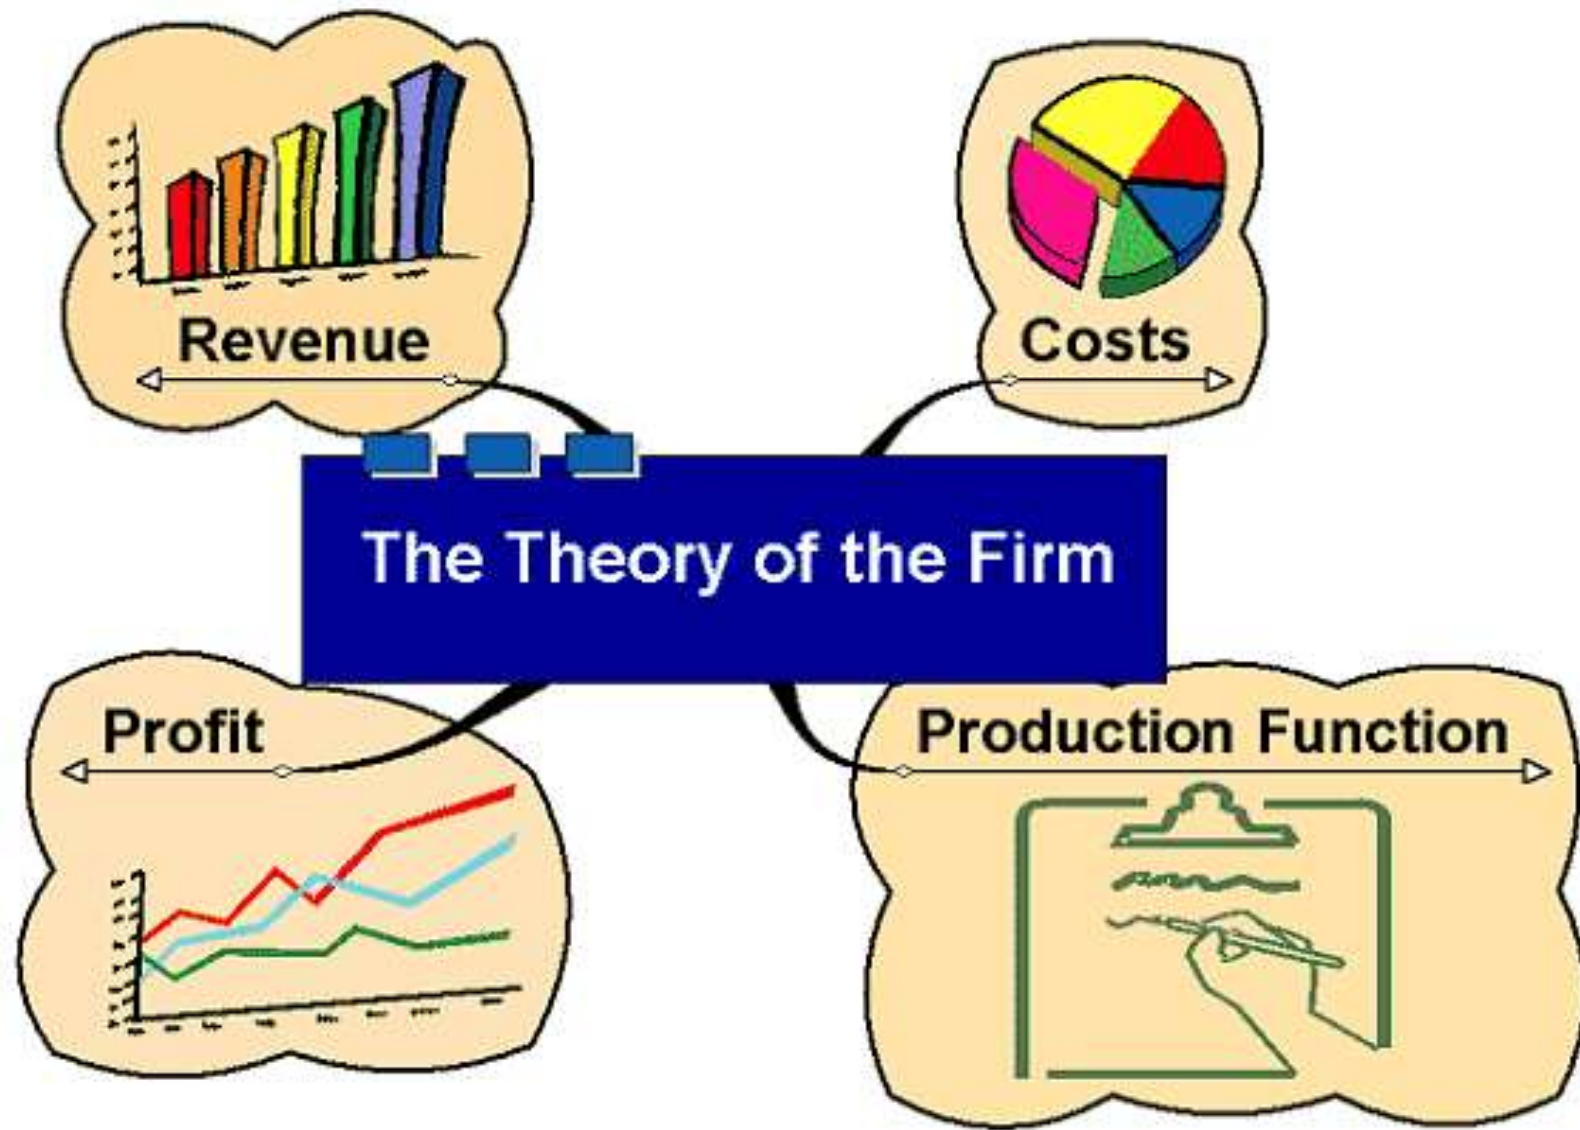 Revenue
Costs
The Theory of the Firm
Profit
Production Function